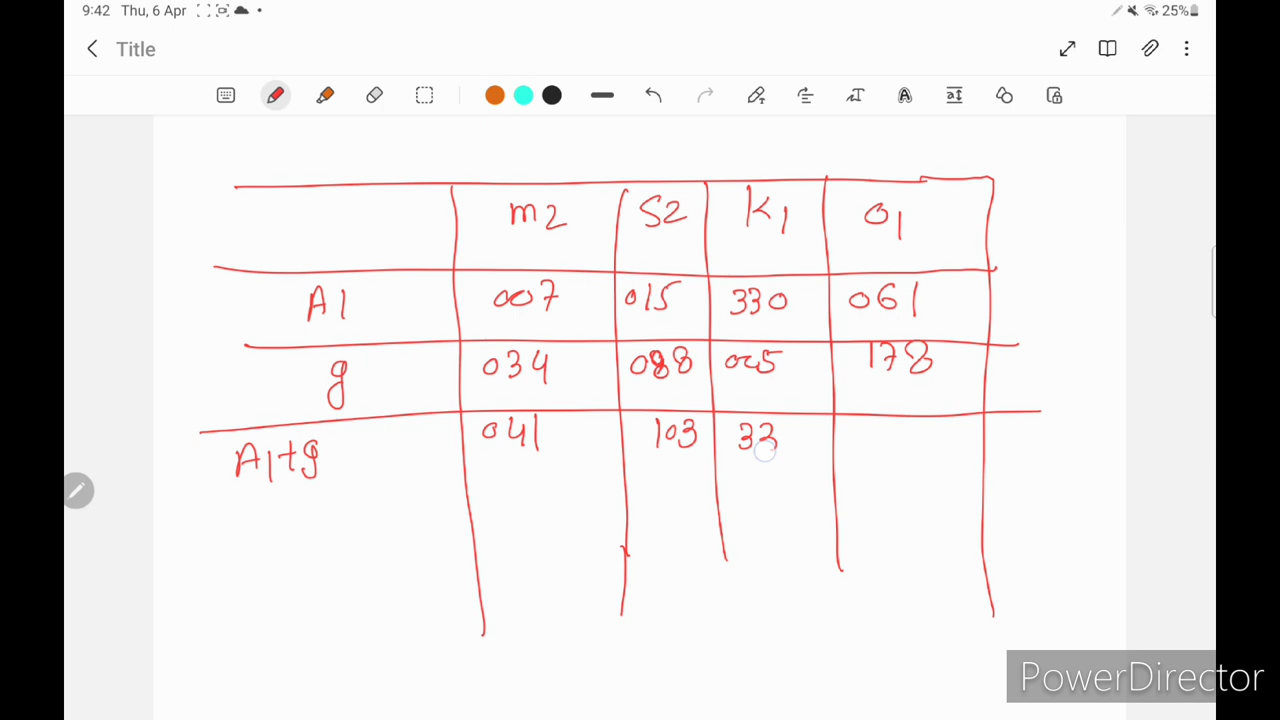 9:42 Thu, 6 Apr 25%
Title
m2 S2 K1 O1
A1 007 015 330 061
g 034 088 005 178
A1+g 041 103 33
PowerDirector